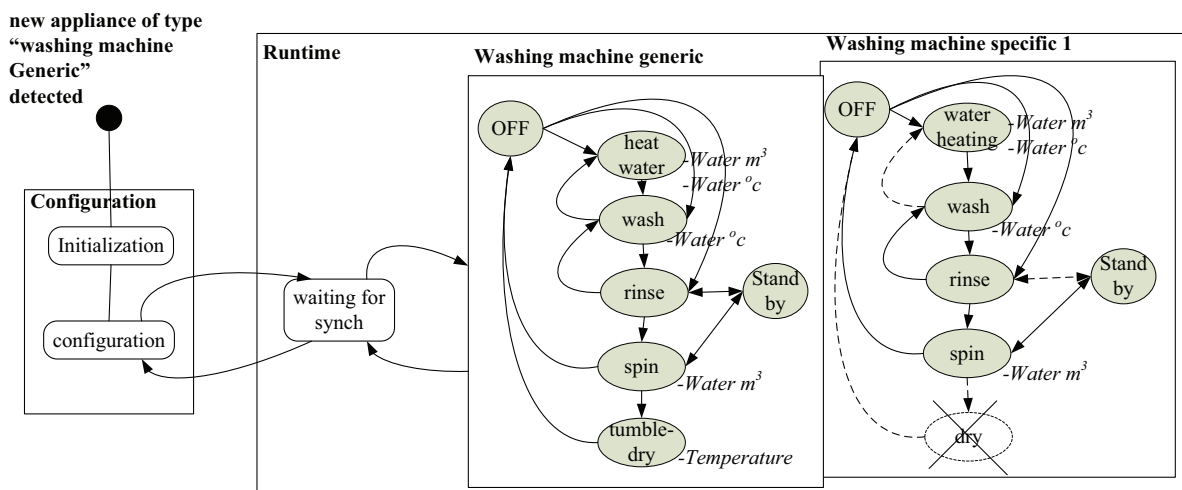 new appliance of type
“washing machine
Generic”
detected
Configuration
Initialization
configuration
Runtime
waiting for
synch
Washing machine generic
OFF
heat
water
-Water m³
-Water °c
wash
-Water °c
rinse
Stand
by
spin
-Water m³
tumble-
dry
-Temperature
Washing machine specific 1
OFF
water
heating
-Water m³
-Water °c
wash
-Water °c
rinse
Stand
by
spin
-Water m³
dry